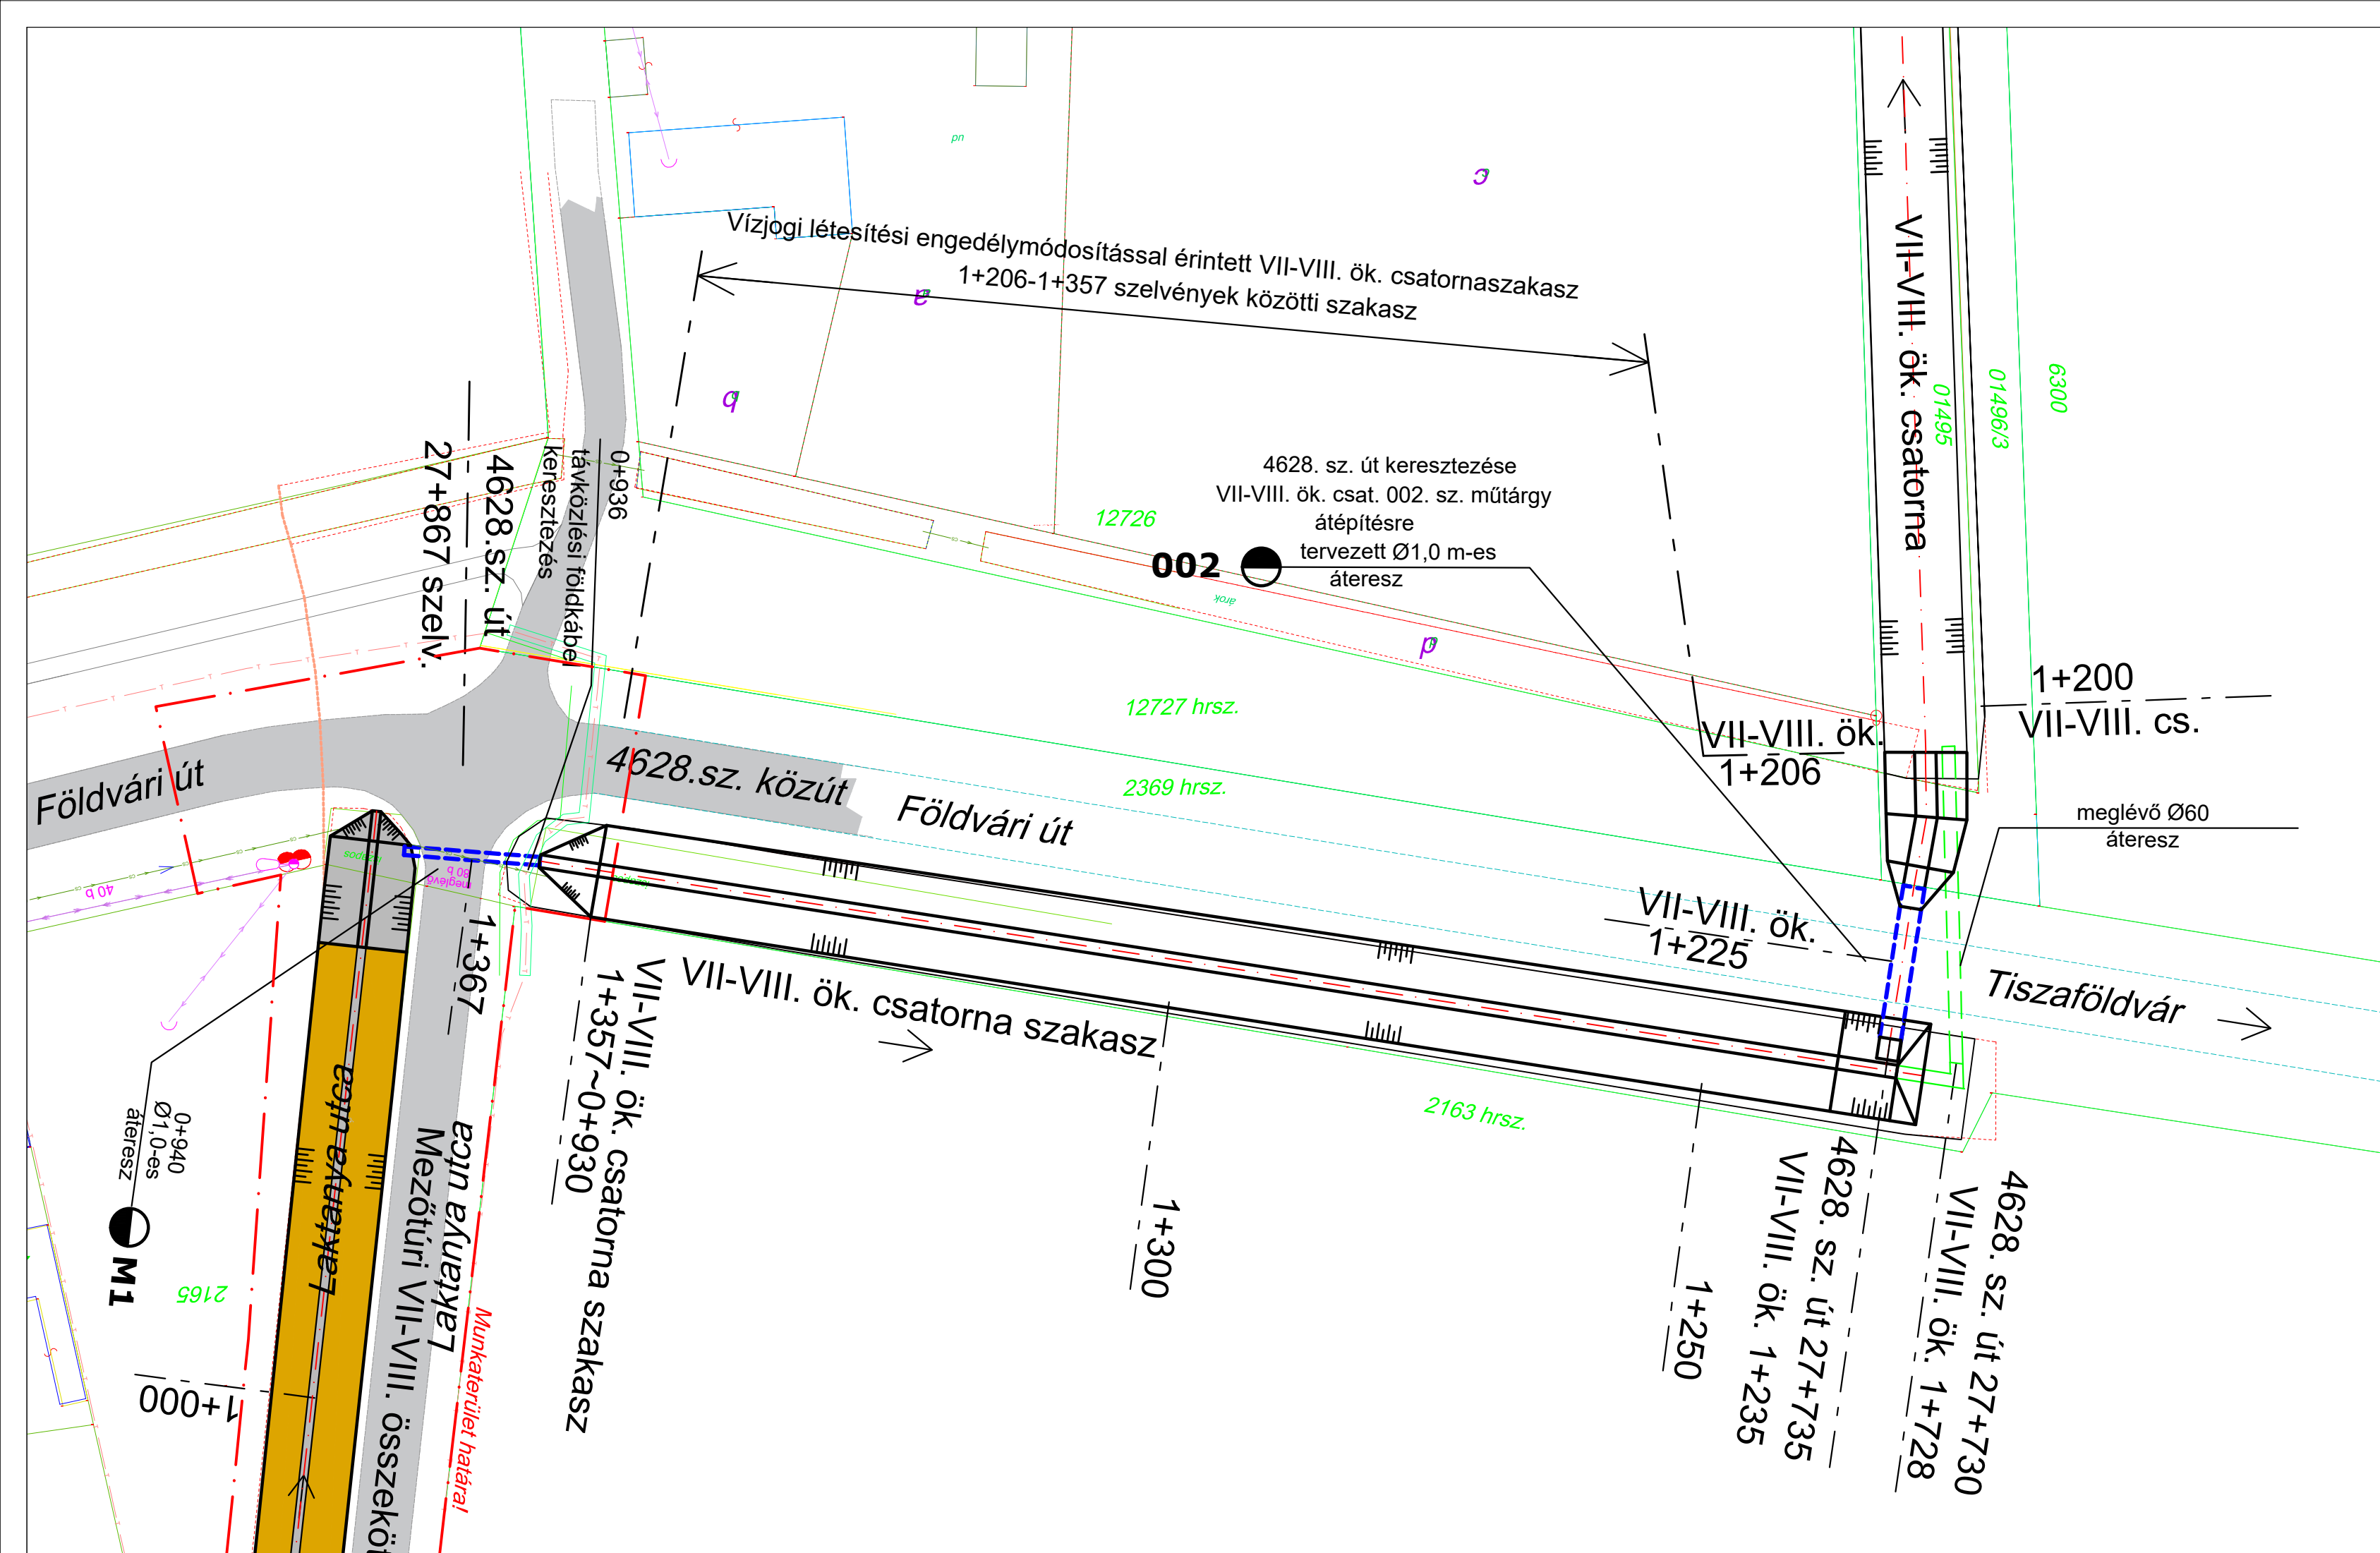 Vízjogi létesítési engedélymódosítással érintett VII-VIII. ök. csatornaszakasz
1+206-1+357 szelvények közötti szakasz
pu
c
a
b
d
VII-VIII. ök. csatorna
01495
01496/3
6300
27+867 szelv.
4628.sz. út
keresztezés
távközlési földkábel
0+936
4628. sz. út keresztezése
VII-VIII. ök. csat. 002. sz. műtárgy
átépítésre
tervezett Ø1,0 m-es
áteresz
002
12726
árok
12727 hrsz.
2369 hrsz.
1+200
VII-VIII. cs.
VII-VIII. ök.
1+206
meglévő Ø60
áteresz
Földvári út
4628.sz. közút
Földvári út
40 b
meglévő
60 b
VII-VIII. ök.
1+225
Tiszaföldvár
1+367
VII-VIII. ök. csatorna szakasz
1+357~0+930
VII-VIII. ök. csatorna szakasz
1+300
1+250
2163 hrsz.
4628. sz. út 27+735
VII-VIII. ök. 1+235
4628. sz. út 27+730
VII-VIII. ök. 1+728
0+940
Ø1,0-es
áteresz
M1
2165
1+000
Laktanya utca
Laktanya utca
Mezőtúri VII-VIII. összeköt
Munkaterület határa!